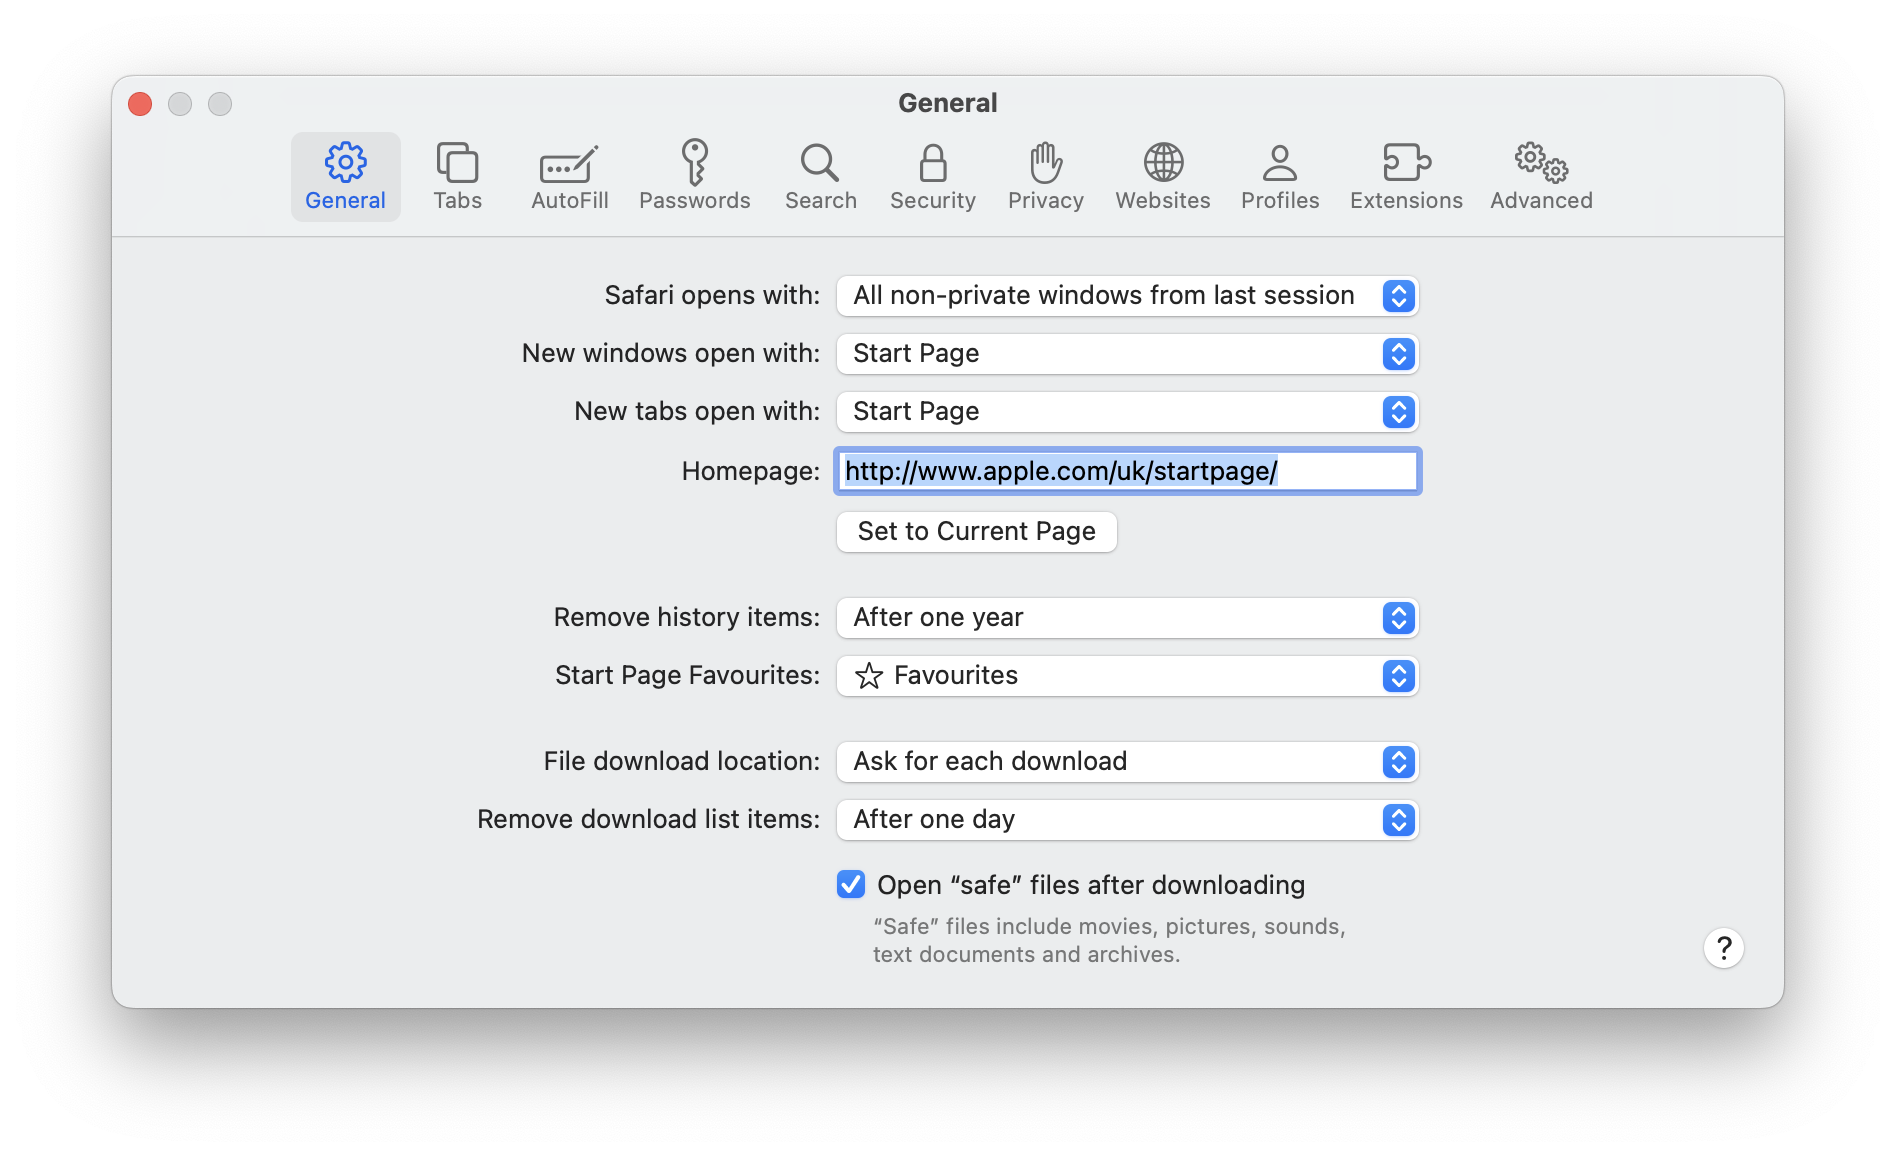 General
General Tabs AutoFill Passwords Search Security Privacy Websites Profiles Extensions Advanced
Safari opens with: All non-private windows from last session
New windows open with: Start Page
New tabs open with: Start Page
Homepage: http://www.apple.com/uk/startpage/
Set to Current Page
Remove history items: After one year
Start Page Favourites: Favourites
File download location: Ask for each download
Remove download list items: After one day
Open “safe” files after downloading
“Safe” files include movies, pictures, sounds,
text documents and archives.
?